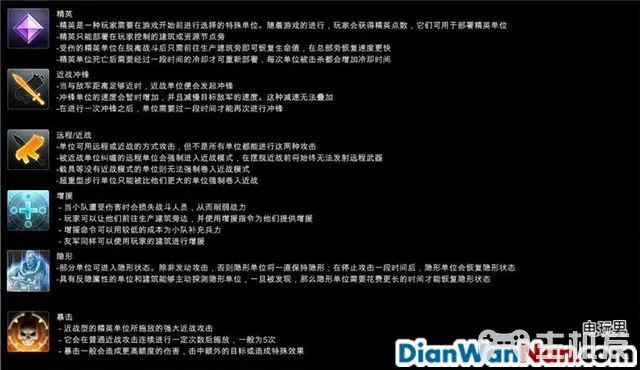 精英
-精英是一种玩家需要在游戏开始前进行选择的特殊单位。随着游戏的进行，玩家会获得精英点数，它们可用于部署精英单位
-精英只能部署在玩家控制的建筑或资源节点旁
-受伤的精英单位在脱离战斗后只需前往生产建筑旁即可恢复生命值，在总部旁恢复速度更快
-精英单位死亡后需要经过一段时间的冷却才可重新部署，每次单位被击杀都会增加冷却时间
近战冲锋
-当与敌军距离足够近时，近战单位便会发起冲锋
-冲锋单位的速度会暂时增加，并且减慢目标敌军的速度。这种减速无法叠加
-在进行一次冲锋之后，单位需要过一段时间才能再次进行冲锋
远程/近战
-单位可用远程或近战的方式攻击，但不是所有单位都能进行这两种攻击
-被近战单位纠缠的远程单位会强制进入近战模式，在摆脱近战前将始终无法发射远程武器
-载具等没有近战模式的单位则无法强制卷入近战模式
-超重型步行单位只能被比他们更大的单位强制卷入近战
增援
- 当小队遭受伤害时会损失战斗人员，从而削弱战力
- 玩家可以让他们前往生产建筑旁边，并使用增援指令为他们提供增援
- 增援命令可以用较低的成本为小队补充兵力
- 友军同样可以使用玩家的建筑进行增援
隐形
-部分单位可进入隐形状态。除非发动攻击，否则隐形单位将一直保持隐形；在停止攻击一段时间后，隐形单位会恢复隐形状态
-具有反隐属性的单位和建筑能够主动探测隐形单位，一旦被发现，那么隐形单位需要花费更长的时间才能恢复隐形状态
暴击
- 近战型的精英单位所施放的强大近战攻击
- 它会在普通近战攻击连续进行一定次数后施放，一般为5次
- 暴击一般会造成更高额度的伤害，击中额外的目标或造成特殊效果
电玩男
DianWanNan.com